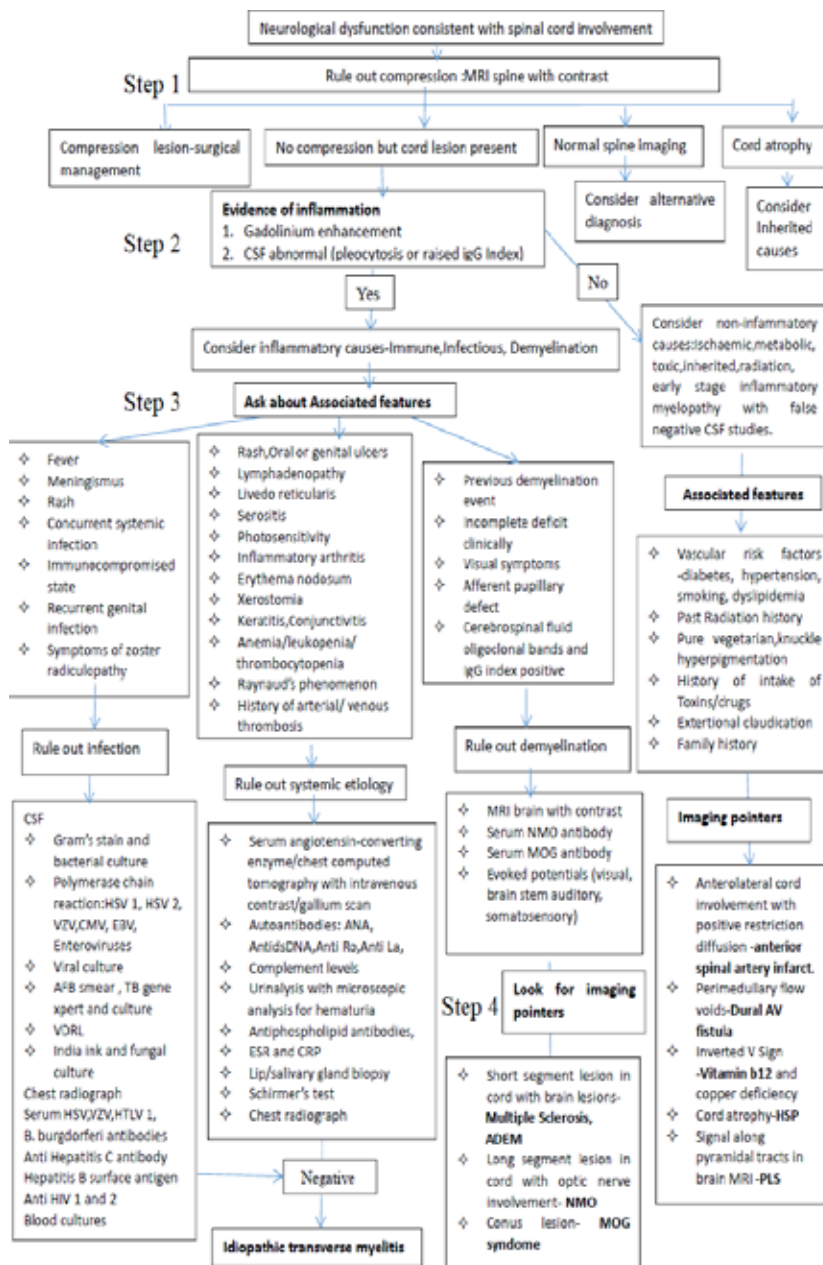 Neurological dysfunction consistent with spinal cord involvement
Step 1
Rule out compression :MRI spine with contrast
Compression lesion-surgical
management
No compression but cord lesion present
Normal spine imaging
Cord atrophy
Consider alternative
diagnosis
Consider
Inherited
causes
Step 2
Evidence of inflammation
1. Gadolinium enhancement
2. CSF abnormal (pleocytosis or raised IgG Index)
Yes
No
Consider inflammatory causes-Immune,Infectious, Demyelination
Consider non-infammatory
causes:Ischaemic,metabolic,
toxic,inherited,radiation,
early stage inflammatory
myelopathy with false
negative CSF studies.
Step 3
Ask about Associated features
❖ Fever
❖ Meningismus
❖ Rash
❖ Concurrent systemic
infection
❖ Immunocompromised
state
❖ Recurrent genital
infection
❖ Symptoms of zoster
radiculopathy
❖ Rash,Oral or genital ulcers
❖ Lymphadenopathy
❖ Livedo reticularis
❖ Serositis
❖ Photosensitivity
❖ Inflammatory arthritis
❖ Erythema nodosum
❖ Xerostomia
❖ Keratitis,Conjunctivitis
❖ Anemia/leukopenia/
thrombocytopenia
❖ Raynaud's phenomenon
❖ History of arterial/ venous
thrombosis
❖ Previous demyelination
event
❖ Incomplete deficit
clinically
❖ Visual symptoms
❖ Afferent pupillary
defect
❖ Cerebrospinal fluid
oligoclonal bands and
IgG index positive
Associated features
❖ Vascular risk factors
-diabetes, hypertension,
smoking, dyslipidemia
❖ Past Radiation history
❖ Pure vegetarian,knuckle
hyperpigmentation
❖ History of intake of
Toxins/drugs
❖ Extertional claudication
❖ Family history
Rule out infection
Rule out systemic etiology
Rule out demyelination
Imaging pointers
CSF
❖ Gram's stain and
bacterial culture
❖ Polymerase chain
reaction:HSV 1, HSV 2,
VZV,CMV, EBV,
Enteroviruses
❖ Viral culture
❖ AFB smear , TB gene
xpert and culture
❖ VDRL
❖ India ink and fungal
culture
Chest radiograph
Serum HSV,VZV,HTLV 1,
B. burgdorferi antibodies
Anti Hepatitis C antibody
Hepatitis B surface antigen
Anti HIV 1 and 2
Blood cultures
❖ Serum angiotensin-converting
enzyme/chest computed
tomography with intravenous
contrast/gallium scan
❖ Autoantibodies: ANA,
AntidsDNA,Anti Ro,Anti La,
❖ Complement levels
❖ Urinalysis with microscopic
analysis for hematuria
❖ Antiphospholipid antibodies,
❖ ESR and CRP
❖ Lip/salivary gland biopsy
❖ Schirmer's test
❖ Chest radiograph
❖ MRI brain with contrast
❖ Serum NMO antibody
❖ Serum MOG antibody
❖ Evoked potentials (visual,
brain stem auditory,
somatosensory)
Step 4
Look for imaging
pointers
❖ Short segment lesion in
cord with brain lesions-
Multiple Sclerosis,
ADEM
❖ Long segment lesion in
cord with optic nerve
involvement- NMO
❖ Conus lesion- MOG
syndome
❖ Anterolateral cord
involvement with
positive restriction
diffusion -anterior
spinal artery infarct.
❖ Perimedullary flow
voids-Dural AV
fistula
❖ Inverted V Sign
-Vitamin b12 and
copper deficiency
❖ Cord atrophy-HSP
❖ Signal along
pyramidal tracts in
brain MRI -PLS
Negative
Idiopathic transverse myelitis